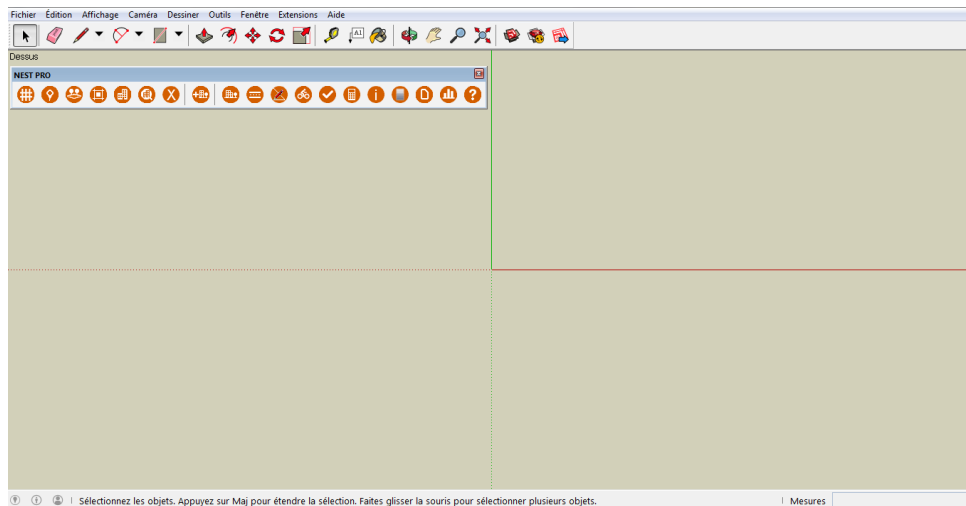 Fichier Édition Affichage Caméra Dessiner Outils Fenêtre Extensions Aide
A1
Dessus
NEST PRO
Sélectionnez les objets. Appuyez sur Maj pour étendre la sélection. Faites glisser la souris pour sélectionner plusieurs objets.
Mesures